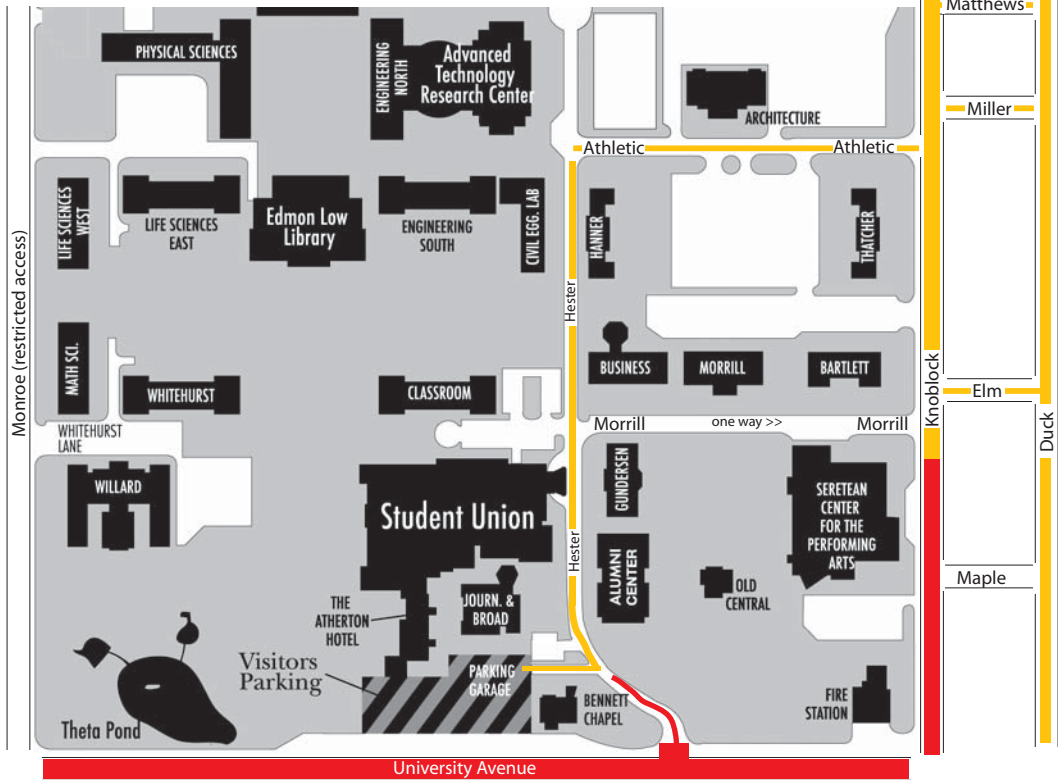 Matthews
PHYSICAL SCIENCES
ENGINEERING
NORTH
Advanced
Technology
Research Center
ARCHITECTURE
Miller
Athletic
Athletic
LIFE SCIENCES
WEST
LIFE SCIENCES
EAST
Edmon Low
Library
ENGINEERING
SOUTH
CIVIL EGG. LAB
HANNER
THATCHER
Monroe (restricted access)
Hester
MATH SCI.
WHITEHURST
CLASSROOM
BUSINESS
MORRILL
BARTLETT
Knoblock
Elm
Duck
WHITEHURST
LANE
Morrill
one way >>
Morrill
WILLARD
Student Union
GUNDERSEN
SERETEAN
CENTER
FOR THE
PERFORMING
ARTS
Hester
ALUMNI
CENTER
OLD
CENTRAL
Maple
THE
ATHERTON
HOTEL
JOURN. &
BROAD
Visitors
Parking
PARKING
GARAGE
BENNETT
CHAPEL
FIRE
STATION
Theta Pond
University Avenue